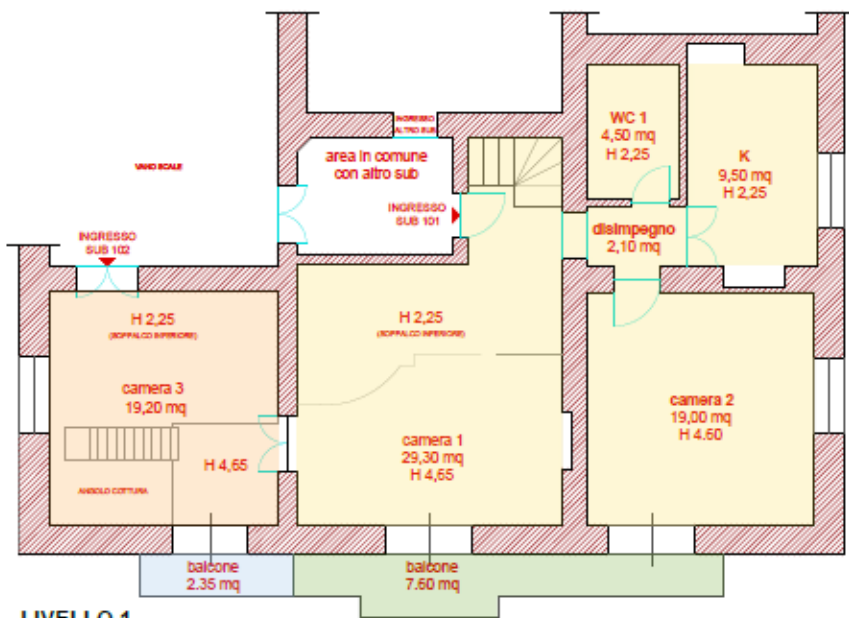 WC 1
4,50 mq
H 2,25
INGRESSO
ALTRO SUB
area in comune
con altro sub
K
9,50 mq
H 2,25
VANO SCALE
INGRESSO
SUB 101
disimpegno
2,10 mq
INGRESSO
SUB 102
H 2,25
(SOPPALCO INFERIORE)
H 2,25
(SOPPALCO INFERIORE)
camera 3
19,20 mq
camera 2
19,00 mq
H 4.60
camera 1
29,30 mq
H 4,65
H 4,65
ANGOLO COTTURA
balcone
2.35 mq
balcone
7.60 mq
LIVELLO 1